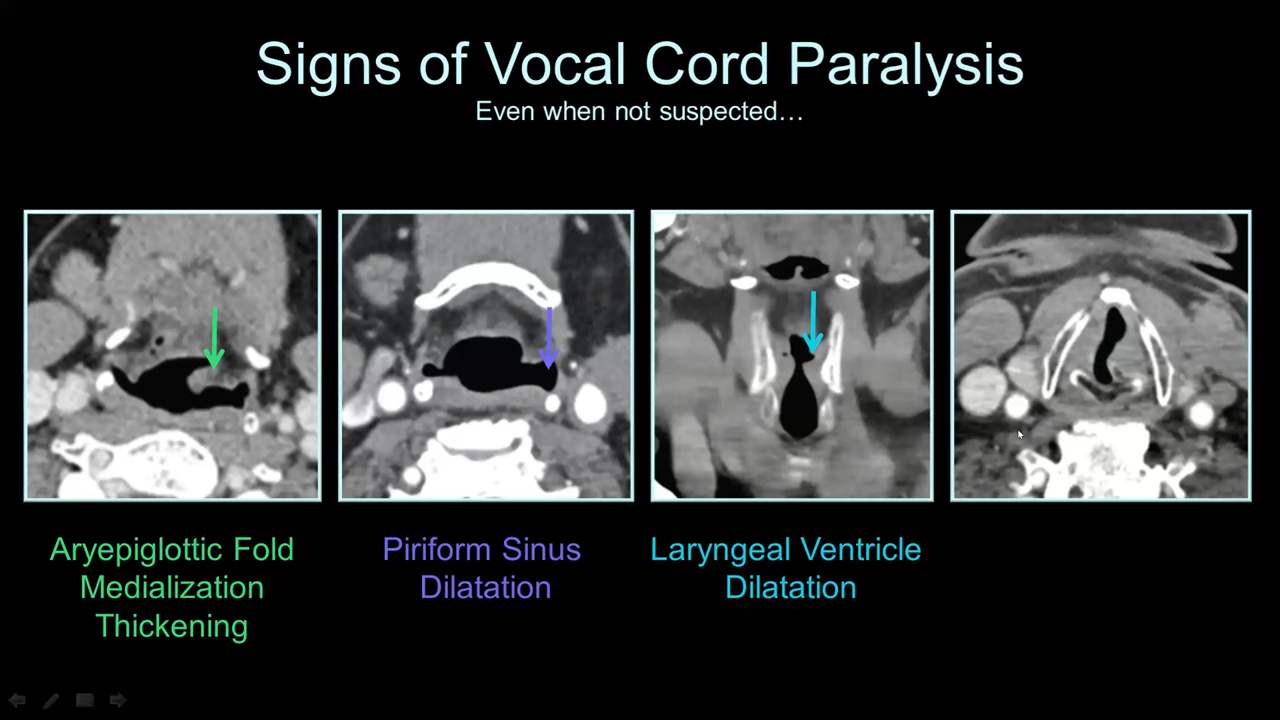 Signs of Vocal Cord Paralysis
Even when not suspected…
Aryepiglottic Fold
Medialization
Thickening
Piriform Sinus
Dilatation
Laryngeal Ventricle
Dilatation